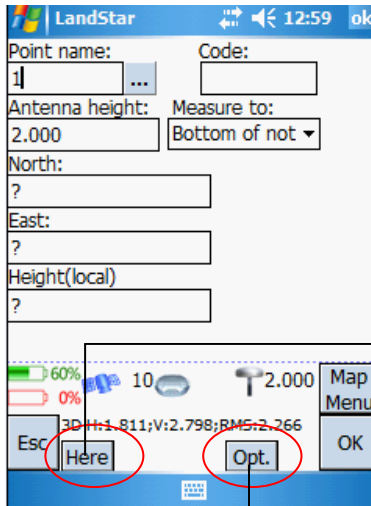 LandStar 12:59 ok
Point name: Code:
1 ...
Antenna height: Measure to:
2.000 Bottom of not
North:
?
East:
?
Height(local)
?
60% 10 2.000 Map Menu
0%
3D H:1.811;V:2.798;RMS:2.266
Esc Here Opt. OK